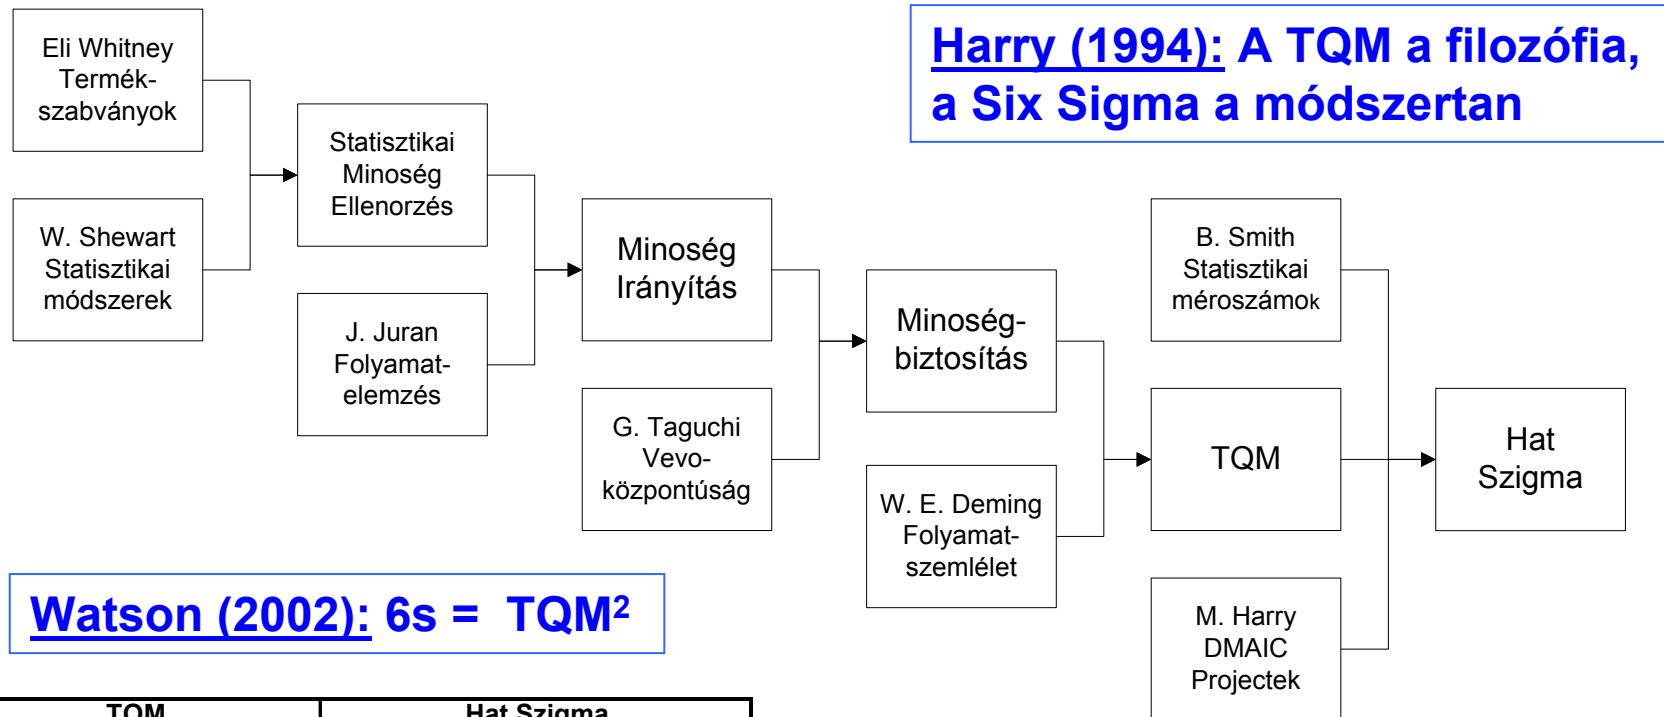 Eli Whitney
Termék-
szabványok
Harry (1994): A TQM a filozófia,
a Six Sigma a módszertan
Statisztikai
Minoség
Ellenorzés
W. Shewart
Statisztikai
módszerek
Minoség
Irányítás
B. Smith
Statisztikai
méroszámok
J. Juran
Folyamat-
elemzés
Minoség-
biztosítás
G. Taguchi
Vevo-
központúság
TQM
Hat
Szigma
W. E. Deming
Folyamat-
szemlélet
Watson (2002): 6s = TQM²
M. Harry
DMAIC
Projectek
TQM
Hat Szigma